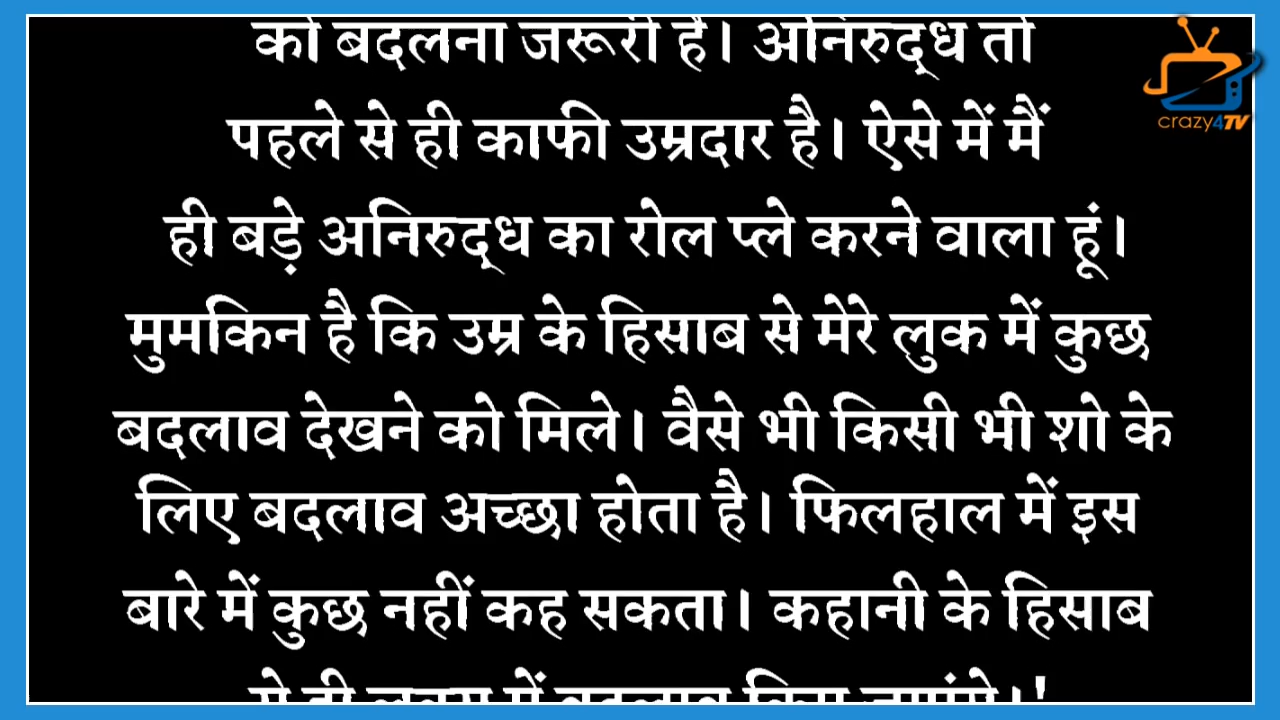 को बदलना जरूरी है। अनिरुद्ध तो
पहले से ही काफी उम्रदार है। ऐसे में मैं
ही बड़े अनिरुद्ध का रोल प्ले करने वाला हूं।
मुमकिन है कि उम्र के हिसाब से मेरे लुक में कुछ
बदलाव देखने को मिले। वैसे भी किसी भी शो के
लिए बदलाव अच्छा होता है। फिलहाल में इस
बारे में कुछ नहीं कह सकता। कहानी के हिसाब
से ही लुक्स में बदलाव किए जाएंगे।'
crazy4TV